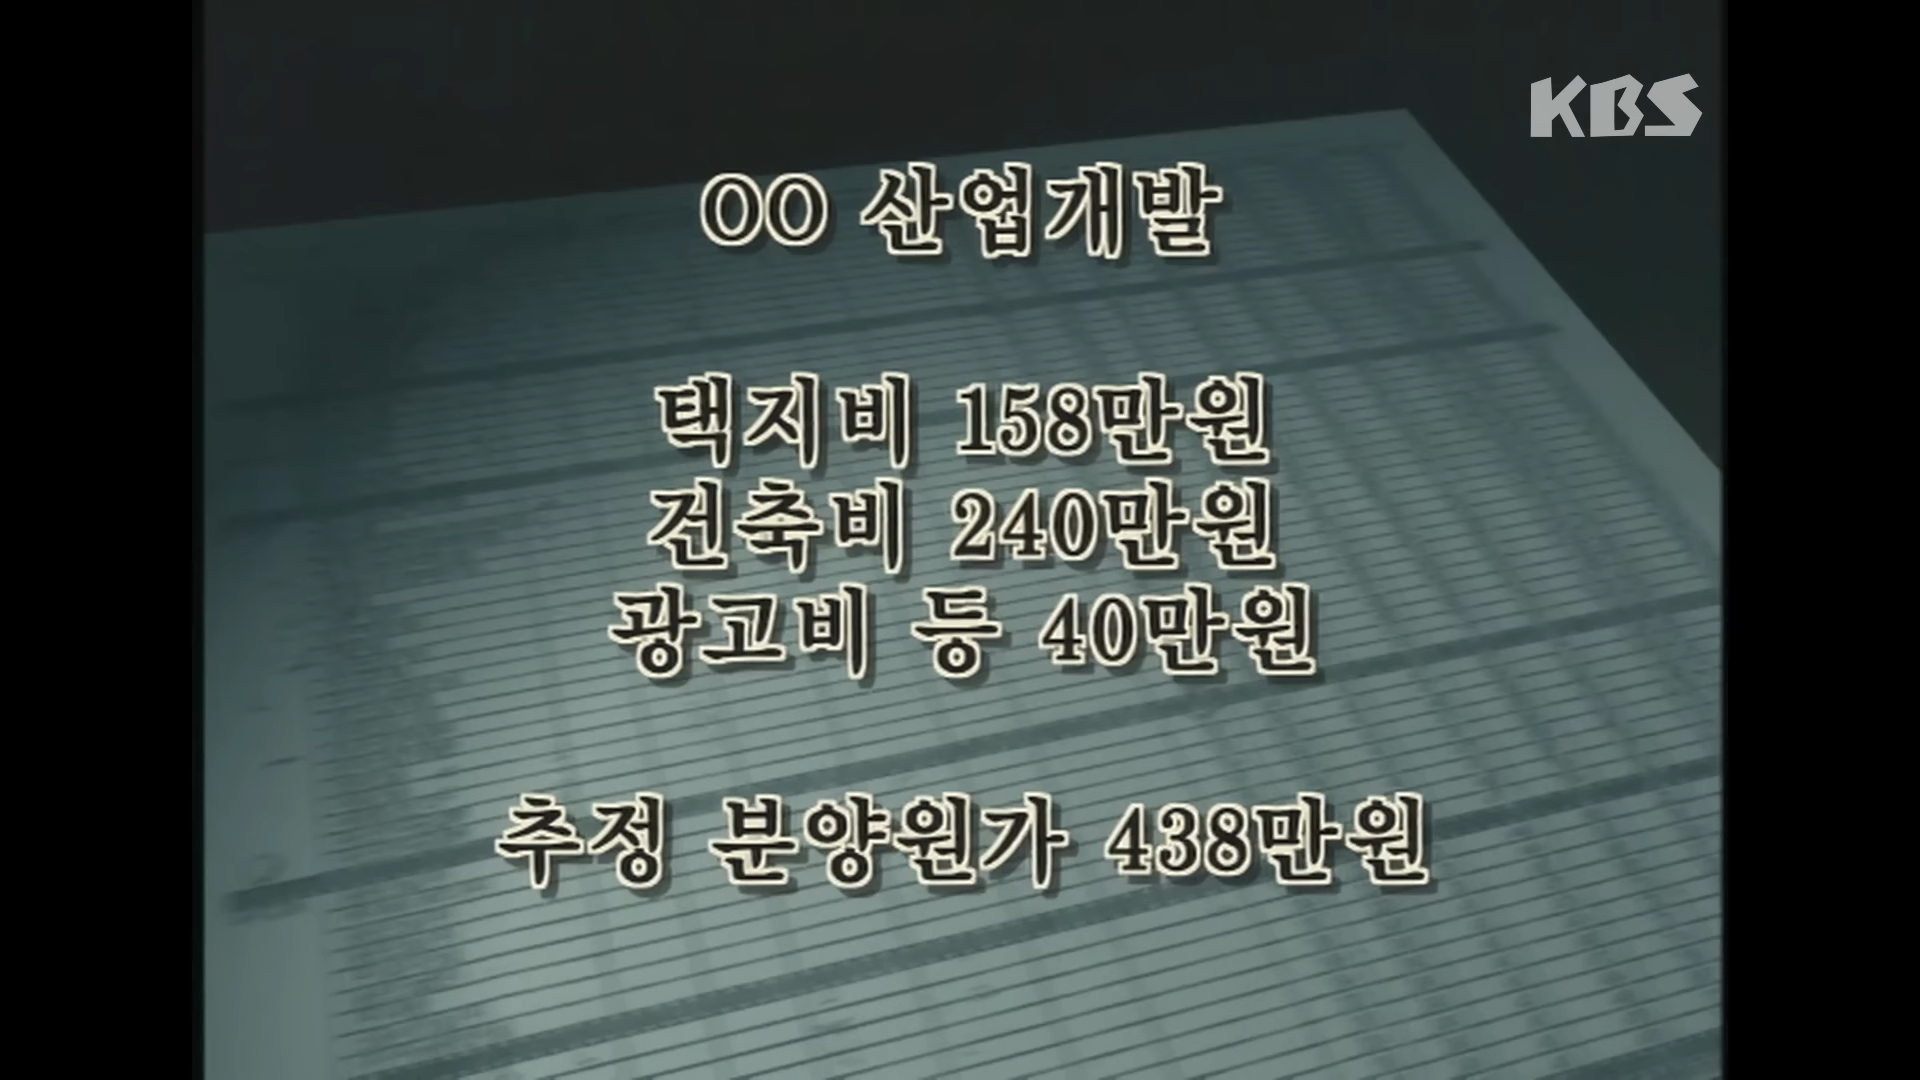 KBS
OO 산업개발
택지비 158만원
건축비 240만원
광고비 등 40만원
추정 분양원가 438만원